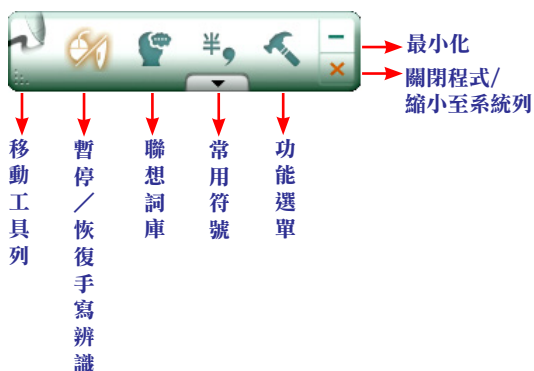 半，
最小化
關閉程式/
縮小至系統列
移動工具列
暫停／恢復手寫辨識
聯想詞庫
常用符號
功能選單